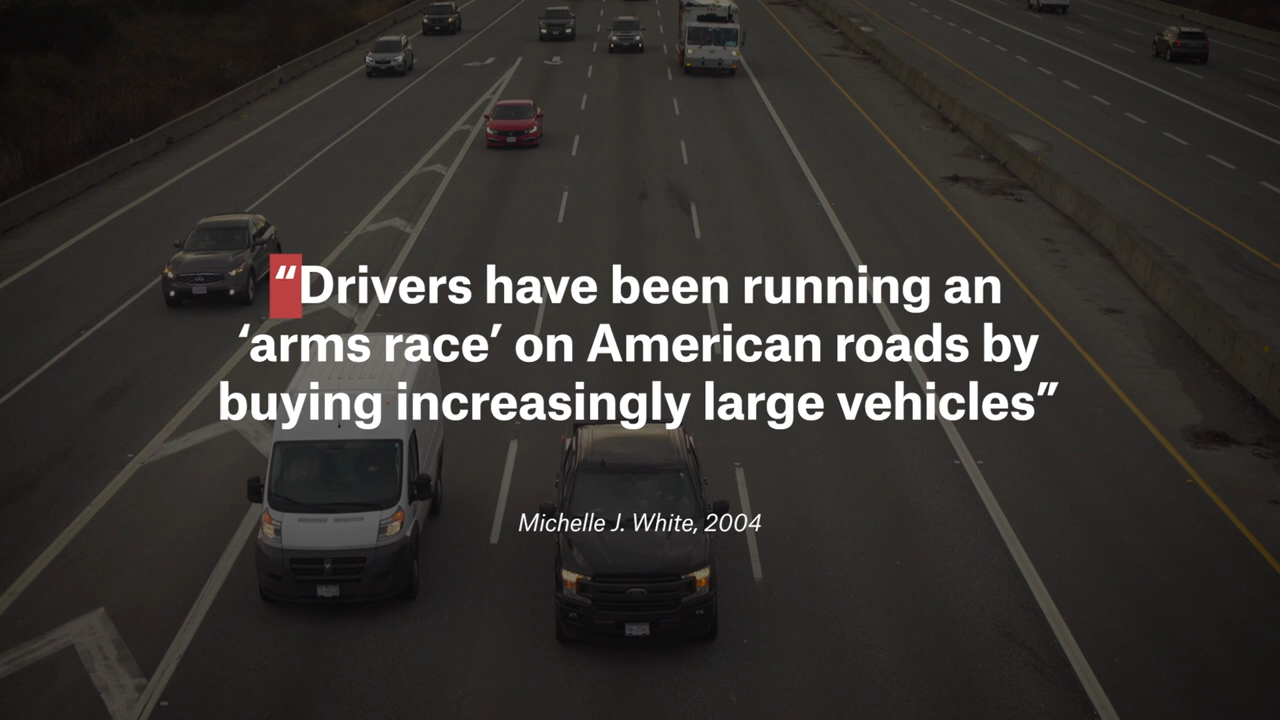 “Drivers have been running an
‘arms race’ on American roads by
buying increasingly large vehicles”
Michelle J. White, 2004